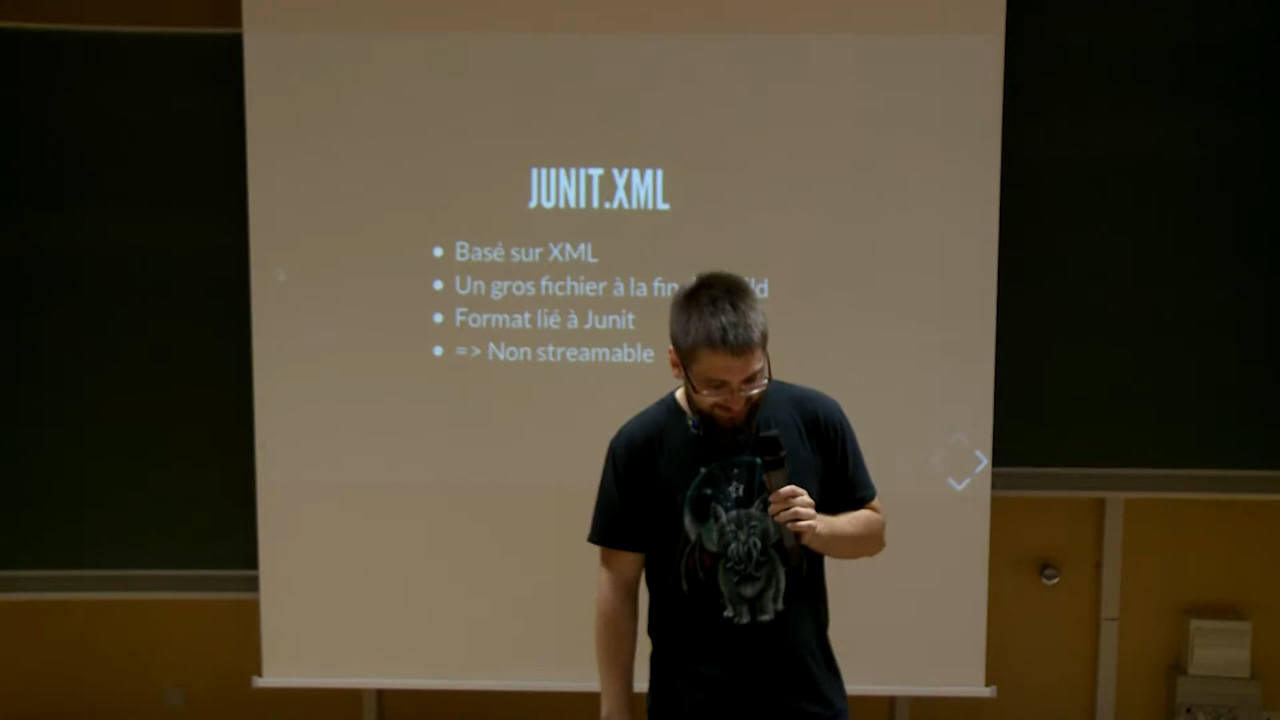 JUNIT.XML
Basé sur XML
Un gros fichier à la fin
Format lié à Junit
=> Non streamable